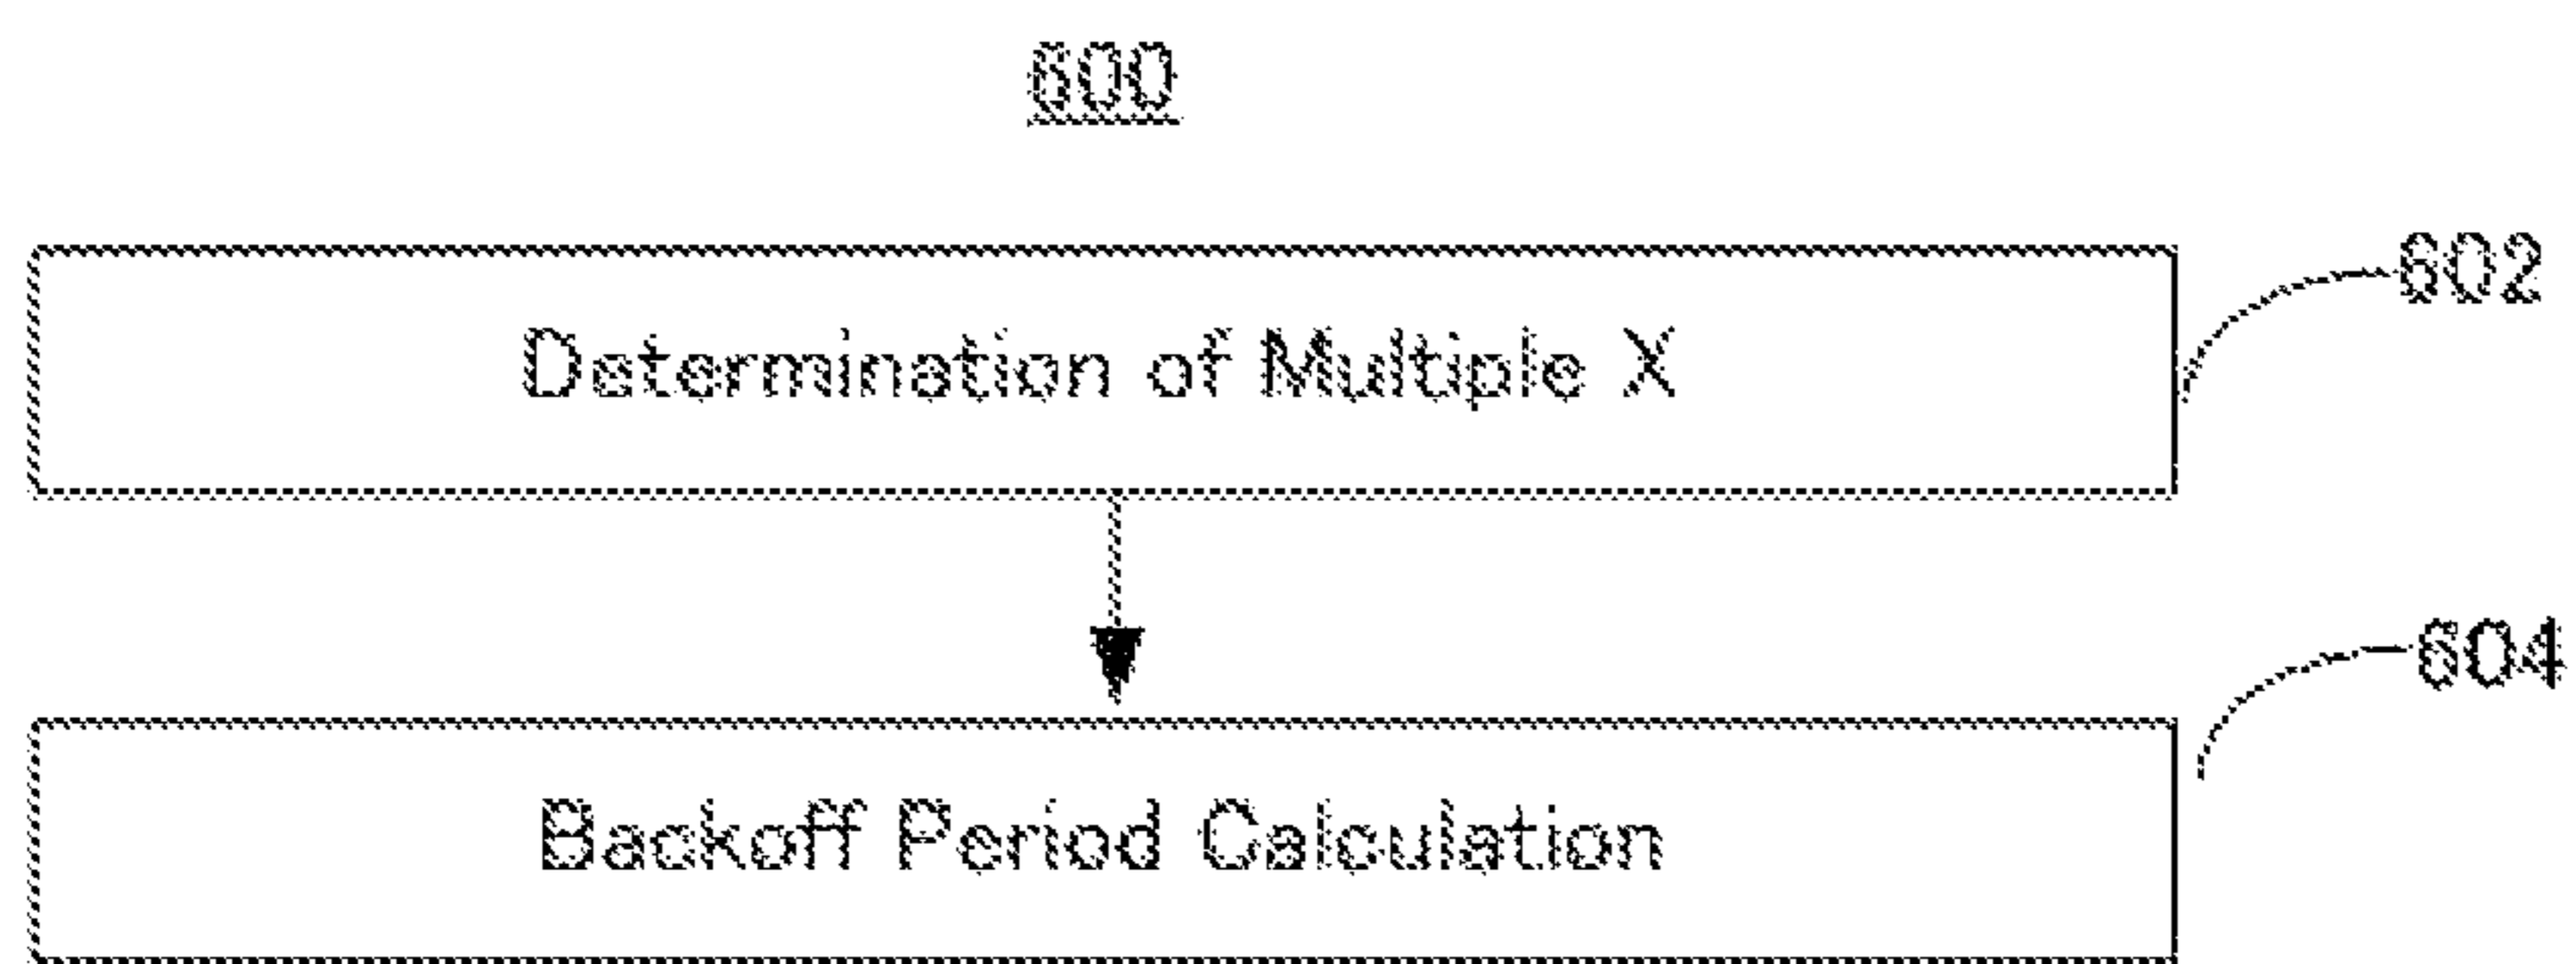 600
602
Determination of Multiple X
604
Backoff Period Calculation